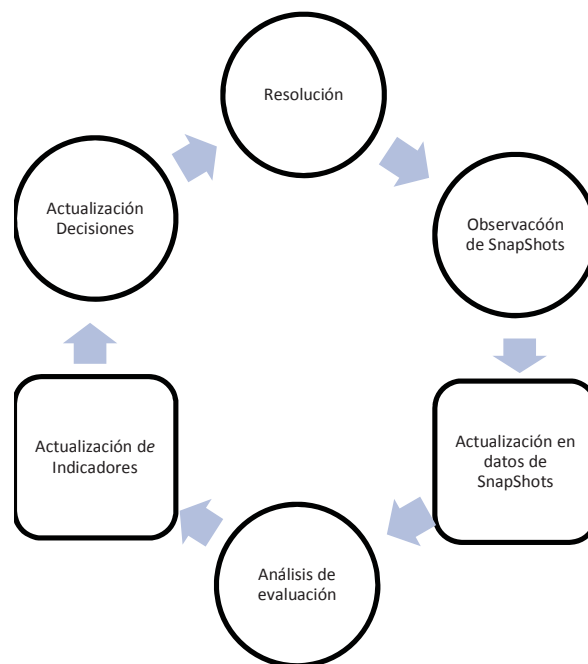 Resolución
Observacóón
de SnapShots
Actualización en
datos de
SnapShots
Análisis de
evaluación
Actualización de
Indicadores
Actualización
Decisiones